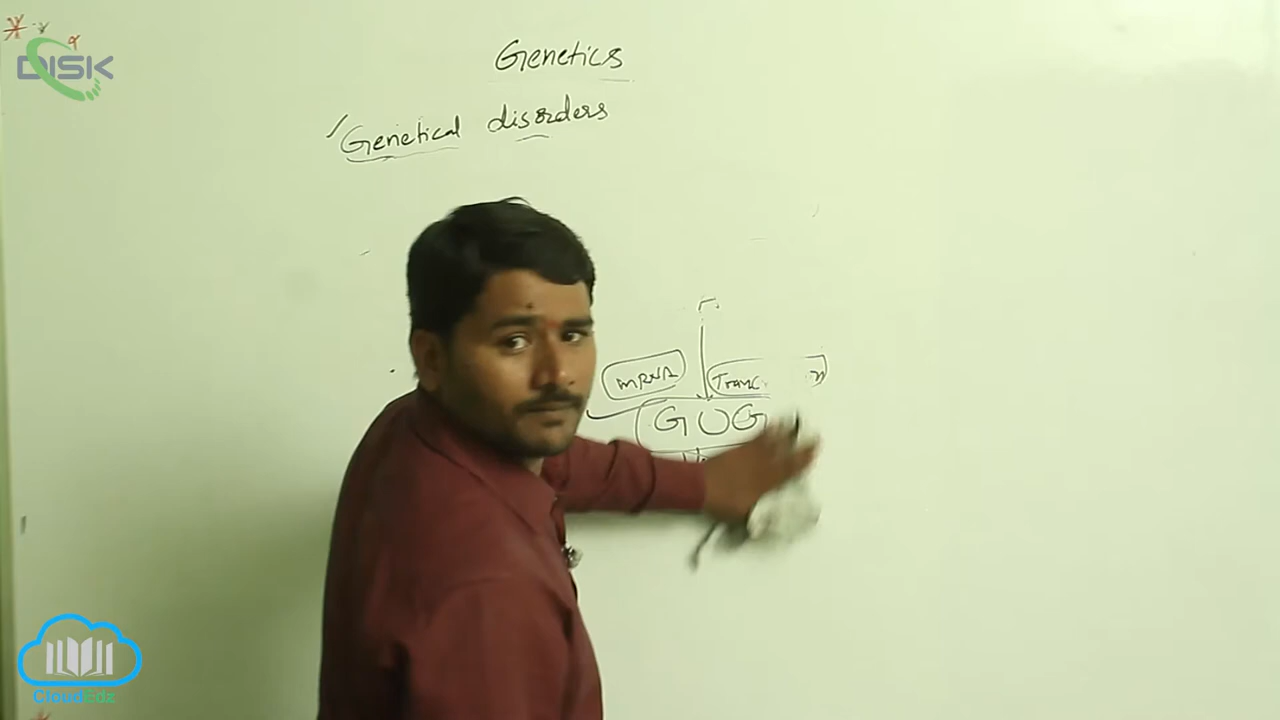 DISK
Genetics
Genetical disorders
mRNA
GUG
CloudEdz